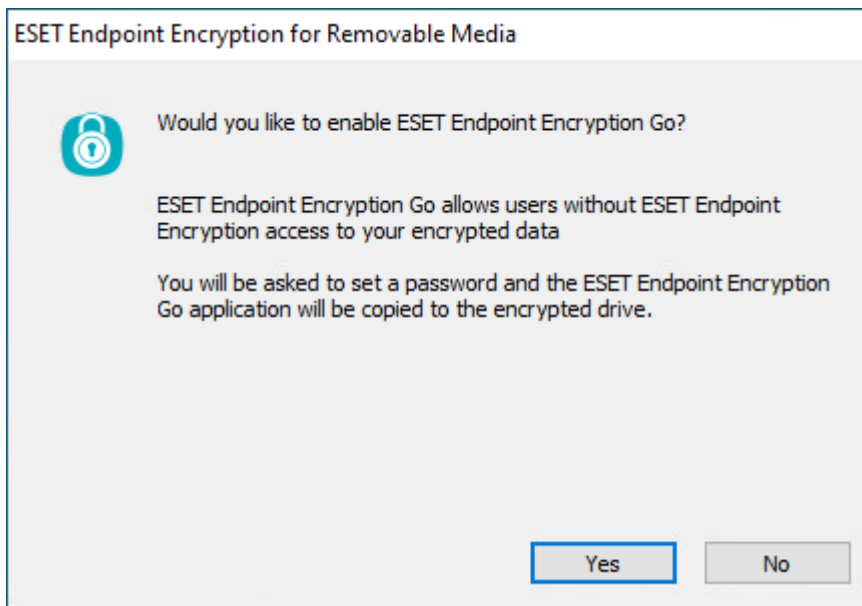 ESET Endpoint Encryption for Removable Media
Would you like to enable ESET Endpoint Encryption Go?
ESET Endpoint Encryption Go allows users without ESET Endpoint
Encryption access to your encrypted data
You will be asked to set a password and the ESET Endpoint Encryption
Go application will be copied to the encrypted drive.
Yes
No